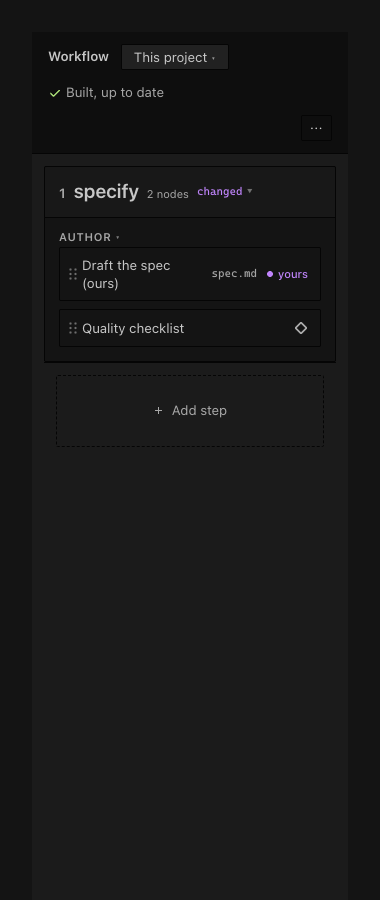 Workflow This project
Built, up to date
...
1 specify 2 nodes changed
AUTHOR
Draft the spec (ours) spec.md yours
Quality checklist
+ Add step